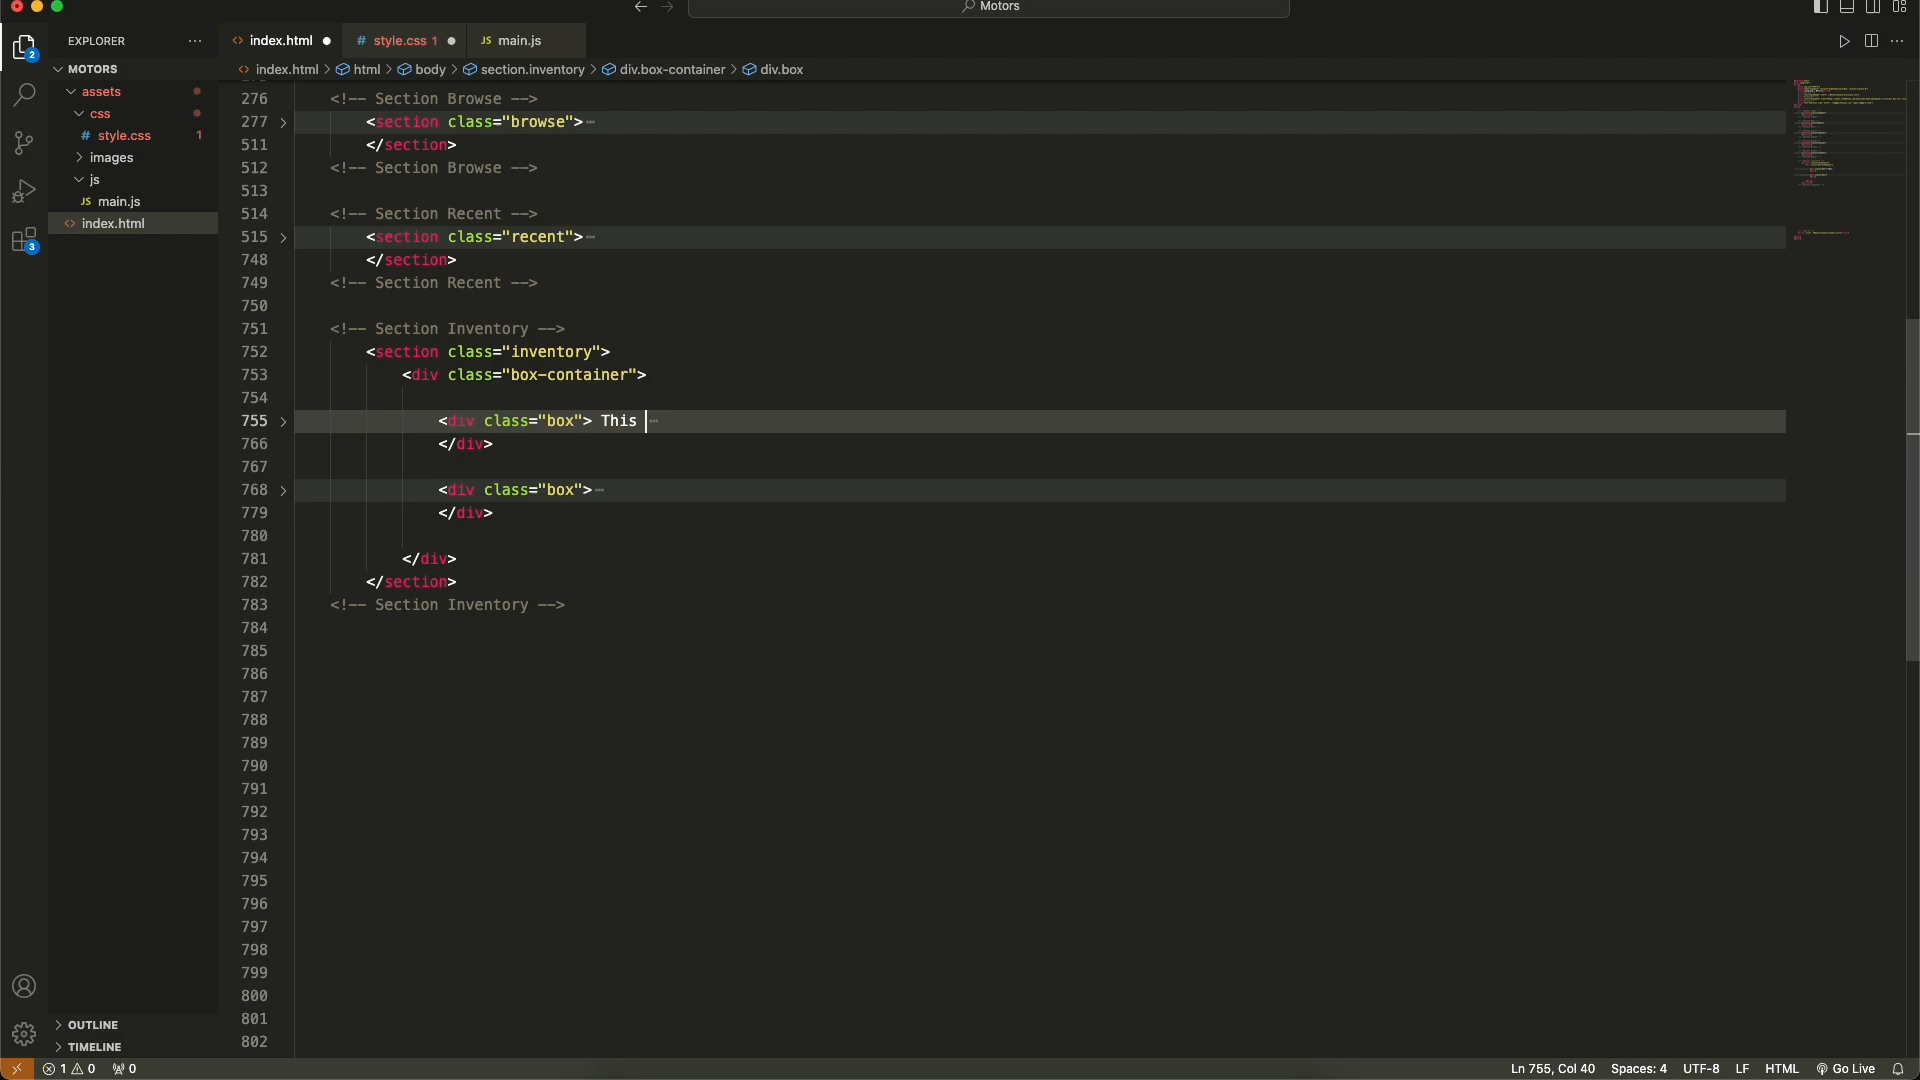 Motors
EXPLORER ···
<> index.html ● # style.css 1 ● JS main.js
MOTORS
index.html > html > body > section.inventory > div.box-container > div.box
assets
css
# style.css 1
images
js
JS main.js
<> index.html
2
3
276 <!-- Section Browse -->
277 <section class="browse">
511 </section>
512 <!-- Section Browse -->
513
514 <!-- Section Recent -->
515 <section class="recent">
748 </section>
749 <!-- Section Recent -->
750
751 <!-- Section Inventory -->
752 <section class="inventory">
753 <div class="box-container">
754
755 <div class="box"> This
766 </div>
767
768 <div class="box">
779 </div>
780
781 </div>
782 </section>
783 <!-- Section Inventory -->
784
785
786
787
788
789
790
791
792
793
794
795
796
797
798
799
800
801
802
OUTLINE
TIMELINE
1 0 0 Ln 755, Col 40 Spaces: 4 UTF-8 LF HTML Go Live